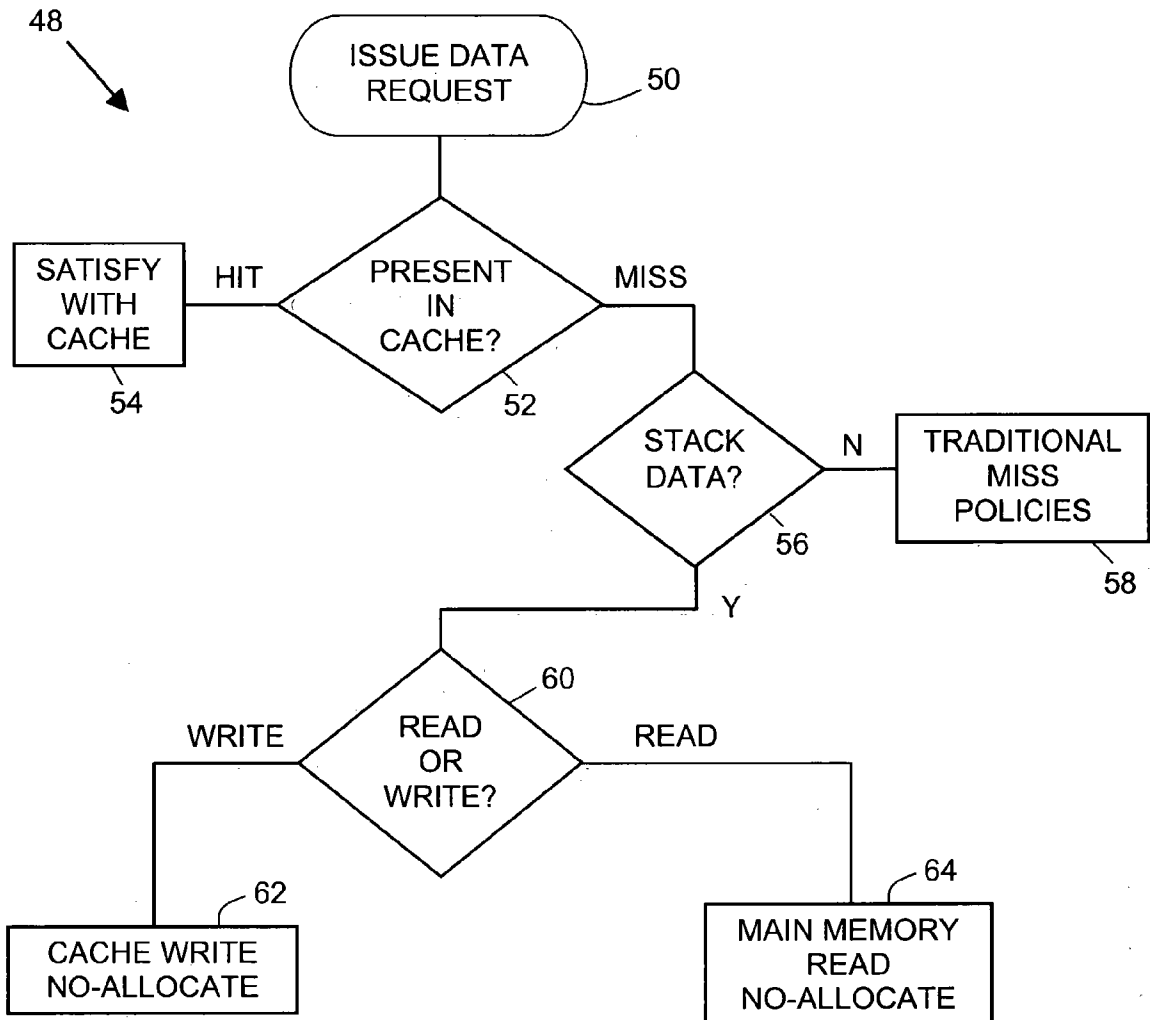 48
ISSUE DATA
REQUEST
50
SATISFY
WITH
CACHE
54
HIT
PRESENT
IN
CACHE?
52
MISS
STACK
DATA?
56
N
TRADITIONAL
MISS
POLICIES
58
Y
60
WRITE
READ
OR
WRITE?
READ
62
CACHE WRITE
NO-ALLOCATE
64
MAIN MEMORY
READ
NO-ALLOCATE